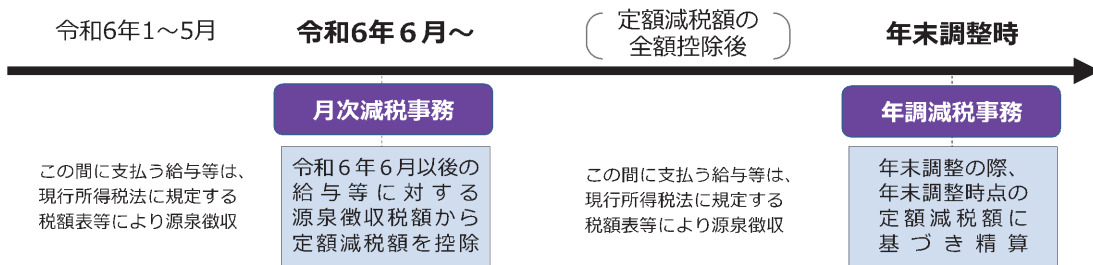 令和6年1～5月
令和6年６月～
定額減税額の
全額控除後
年末調整時
月次減税事務
年調減税事務
この間に支払う給与等は、
現行所得税法に規定する
税額表等により源泉徴収
令和６年６月以後の
給与等に対する
源泉徴収税額から
定額減税額を控除
この間に支払う給与等は、
現行所得税法に規定する
税額表等により源泉徴収
年末調整の際、
年末調整時点の
定額減税額に
基づき精算